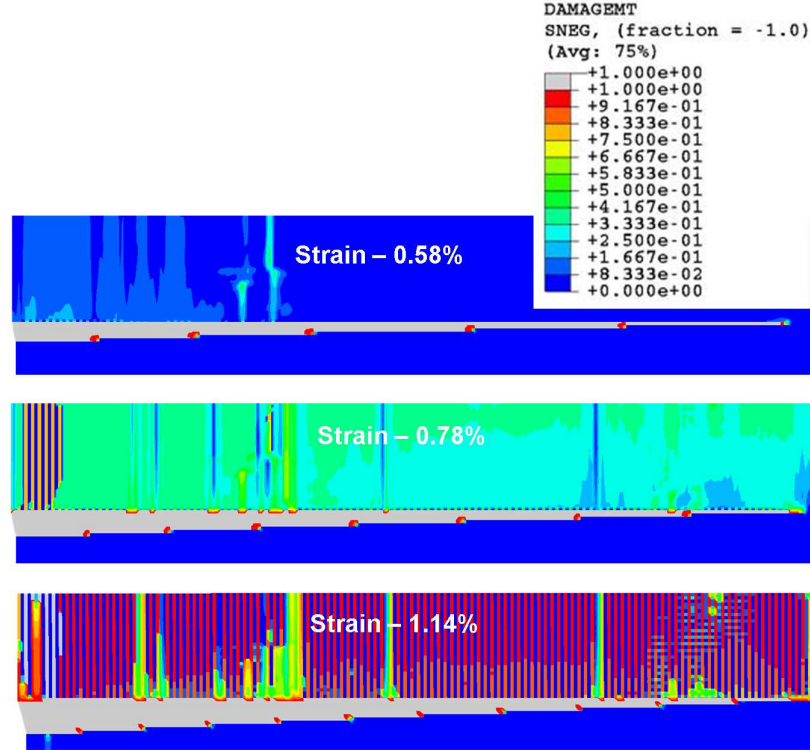 DAMAGEMT
SNEG, (fraction = -1.0)
(Avg: 75%)
+1.000e+00
+1.000e+00
+9.167e-01
+8.333e-01
+7.500e-01
+6.667e-01
+5.833e-01
+5.000e-01
+4.167e-01
+3.333e-01
+2.500e-01
+1.667e-01
+8.333e-02
+0.000e+00
Strain – 0.58%
Strain – 0.78%
Strain – 1.14%